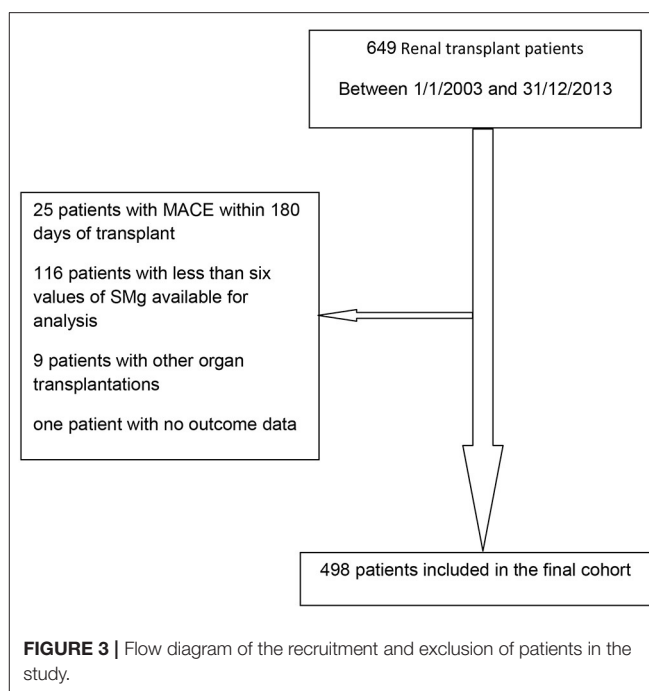 649 Renal transplant patients
Between 1/1/2003 and 31/12/2013
25 patients with MACE within 180
days of transplant
116 patients with less than six
values of SMg available for
analysis
9 patients with other organ
transplantations
one patient with no outcome data
498 patients included in the final cohort
FIGURE 3 | Flow diagram of the recruitment and exclusion of patients in the
study.